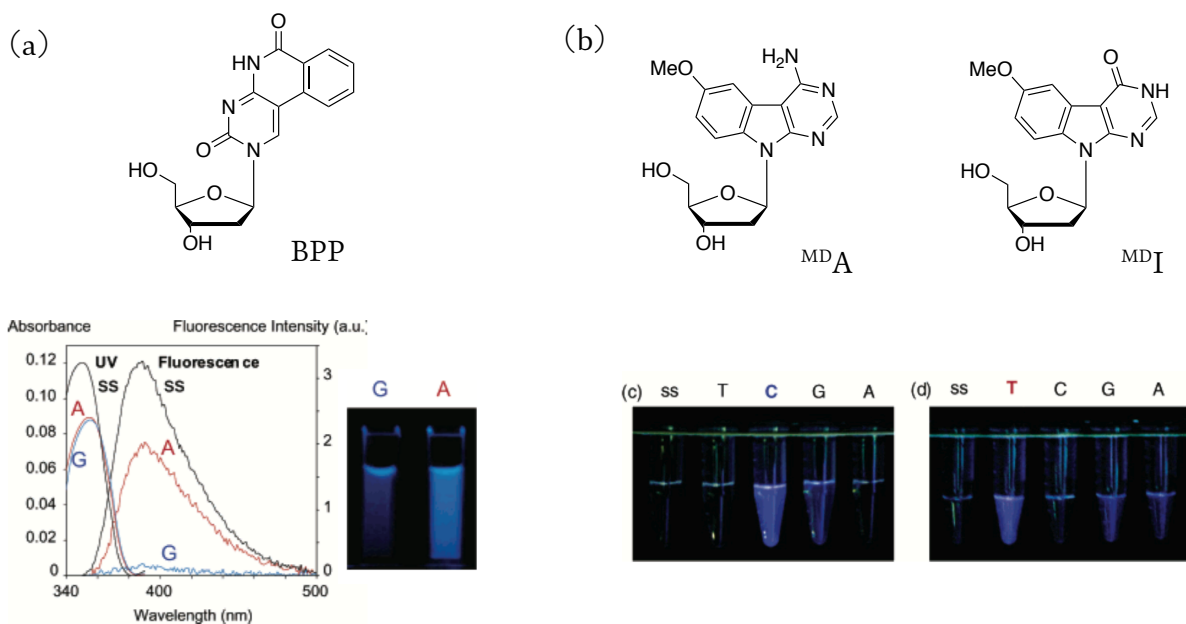 (a)
O
NH
N
O
N
HO
O
OH
BPP
(b)
H₂N
MeO
N
N
N
HO
O
OH
ᴹᴰA
O
MeO
NH
N
N
HO
O
OH
ᴹᴰI
Absorbance Fluorescence Intensity (a.u.)
0.12
0.10
0.08
0.06
0.04
0.02
0
UV
SS
Fluorescence
SS
A
G
A
G
3
2
1
0
340 400 500
Wavelength (nm)
G A
(c) ss T C G A
(d) ss T C G A